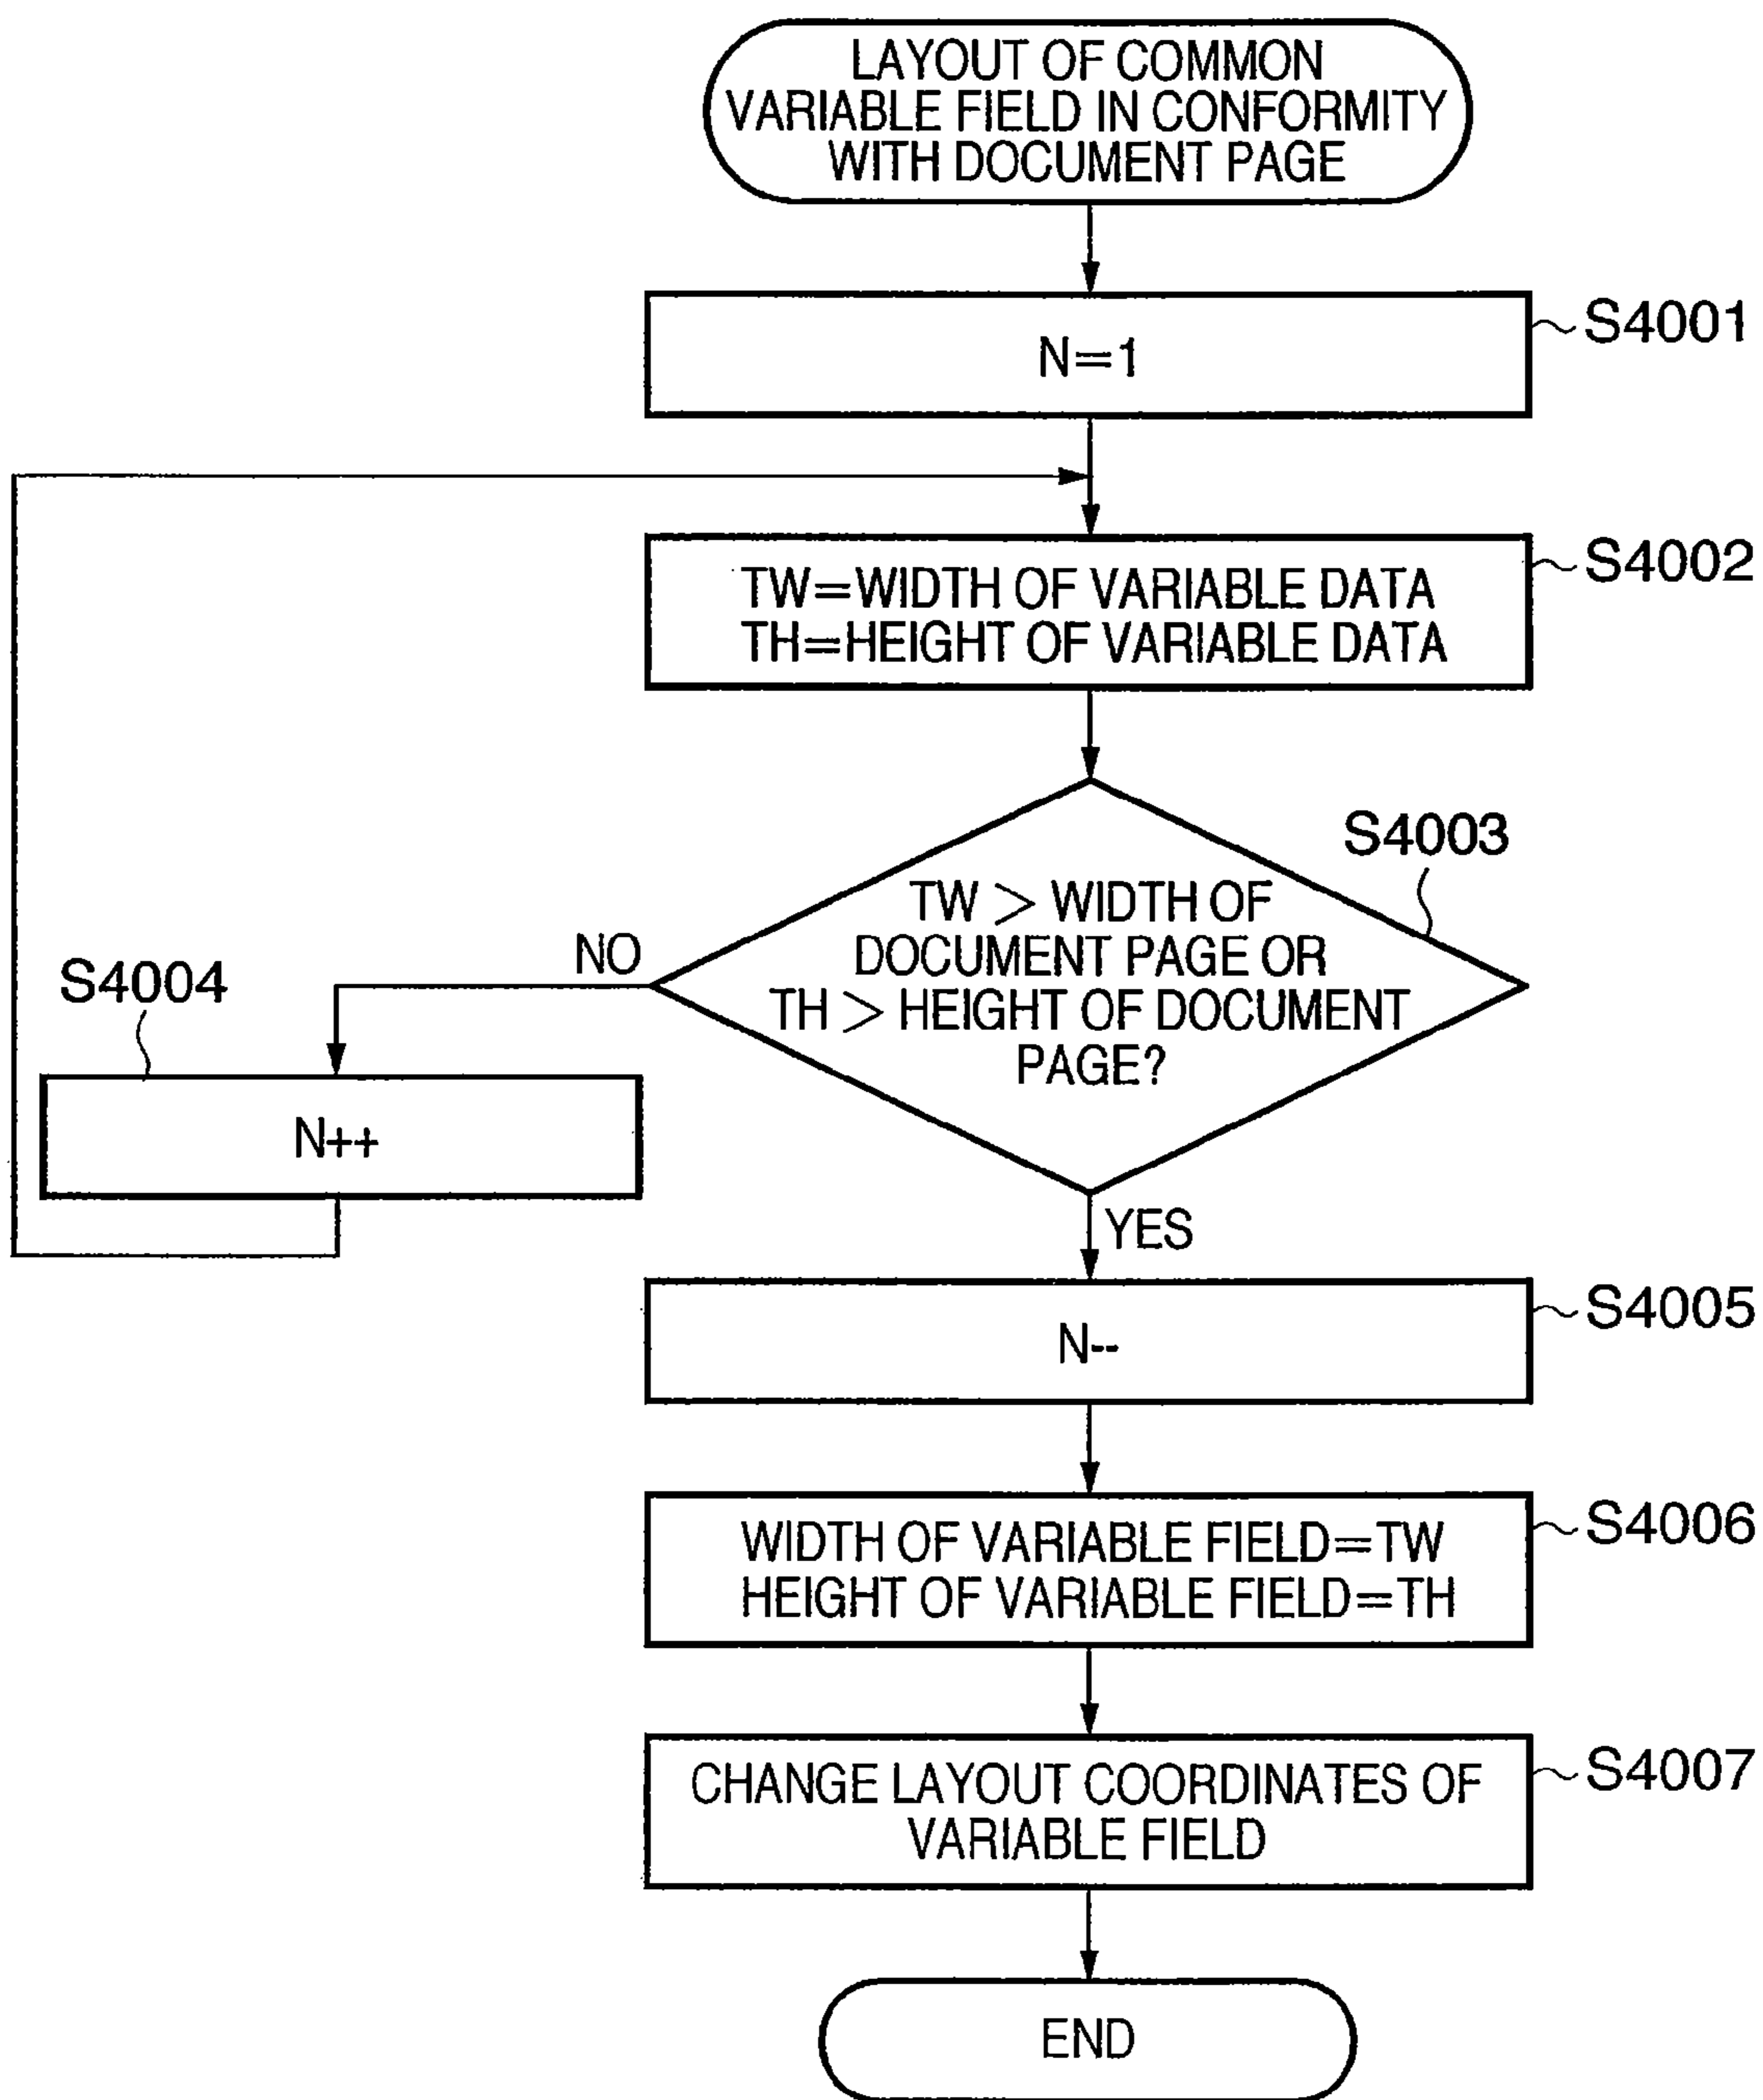 LAYOUT OF COMMON
VARIABLE FIELD IN CONFORMITY
WITH DOCUMENT PAGE
S4001
N=1
S4002
TW=WIDTH OF VARIABLE DATA
TH=HEIGHT OF VARIABLE DATA
S4003
TW > WIDTH OF
DOCUMENT PAGE OR
TH > HEIGHT OF DOCUMENT
PAGE?
NO
S4004
N++
YES
S4005
N--
S4006
WIDTH OF VARIABLE FIELD=TW
HEIGHT OF VARIABLE FIELD=TH
S4007
CHANGE LAYOUT COORDINATES OF
VARIABLE FIELD
END